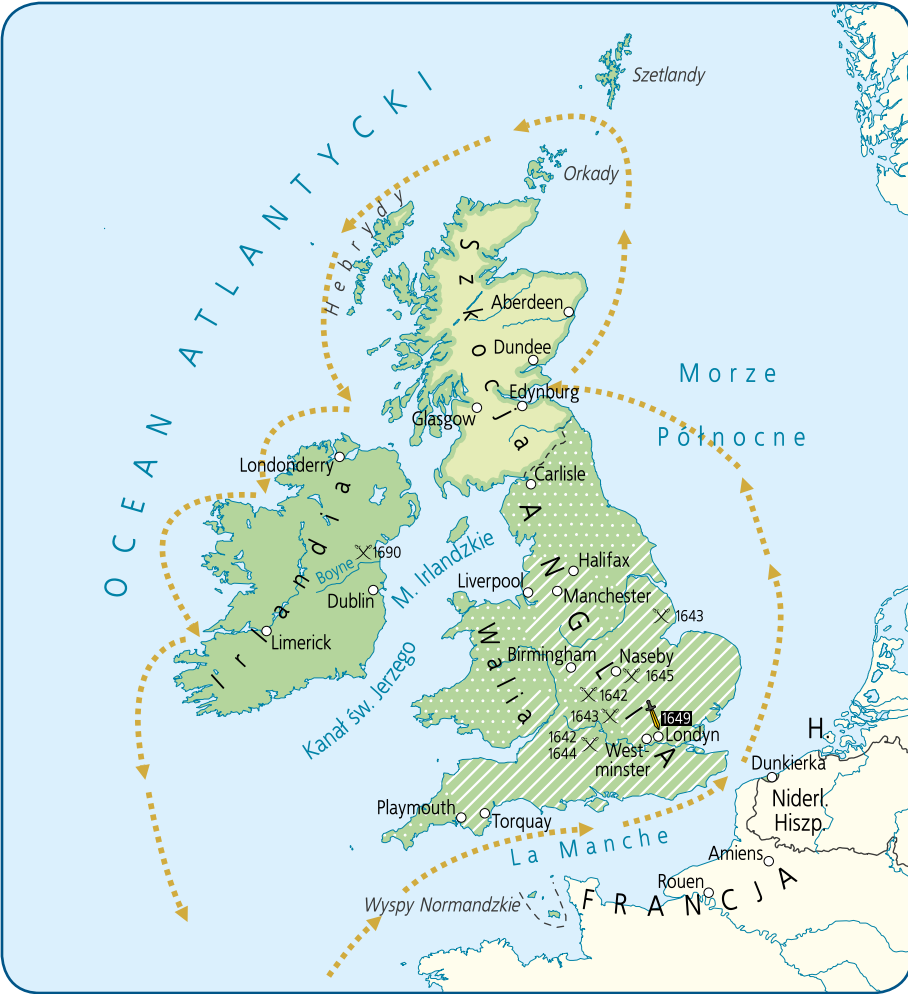 Szetlandy
OCEAN ATLANTYCKI
Orkady
Hebrydy
Szkocja
Aberdeen
Dundee
Morze
Północne
Edynburg
Glasgow
Londonderry
Carlisle
Irlandia
ANGLIA
1690
Boyne
M. Irlandzkie
Halifax
Liverpool
Manchester
Dublin
1643
Limerick
Walia
Birmingham
Naseby
1645
Kanał św. Jerzego
1642
1643
1649
1642
1644
Londyn
West-
minster
H.
Dunkierka
Niderl.
Hiszp.
Playmouth
Torquay
La Manche
Amiens
Rouen
FRANCJA
Wyspy Normandzkie